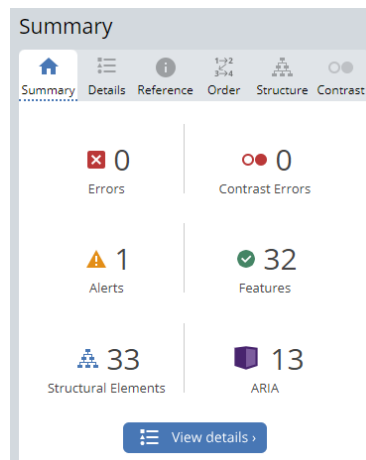 Summary
1→2
3→4
Summary Details Reference Order Structure Contrast
0 0
Errors Contrast Errors
1 32
Alerts Features
33 13
Structural Elements ARIA
View details ›